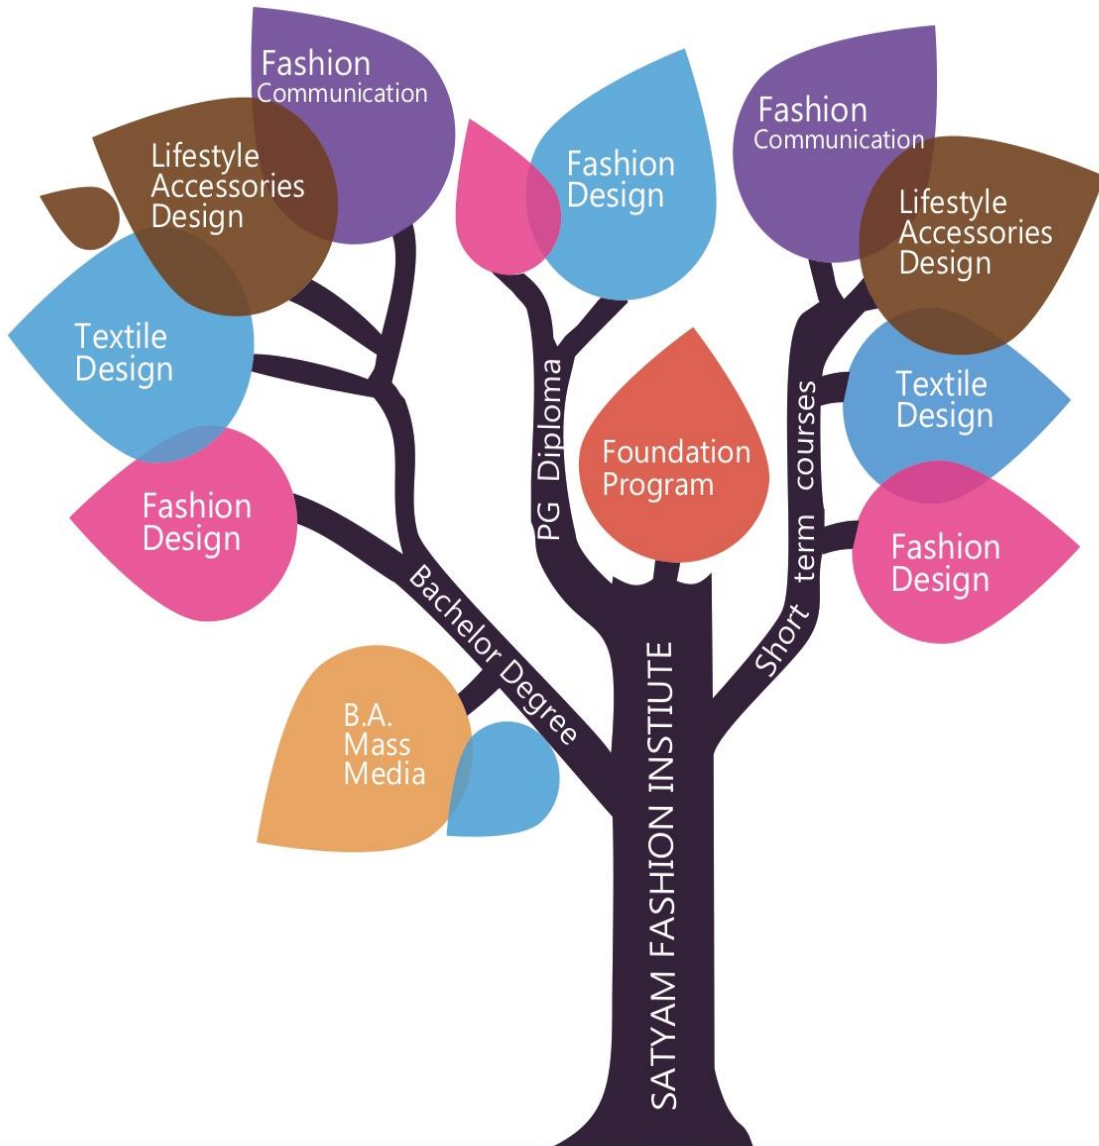 Fashion
Communication
Lifestyle
Accessories
Design
Textile
Design
Fashion
Design
B.A.
Mass
Media
Bachelor Degree
Fashion
Design
PG Diploma
Foundation
Program
Fashion
Communication
Lifestyle
Accessories
Design
Textile
Design
Fashion
Design
Short term courses
SATYAM FASHION INSTIUTE